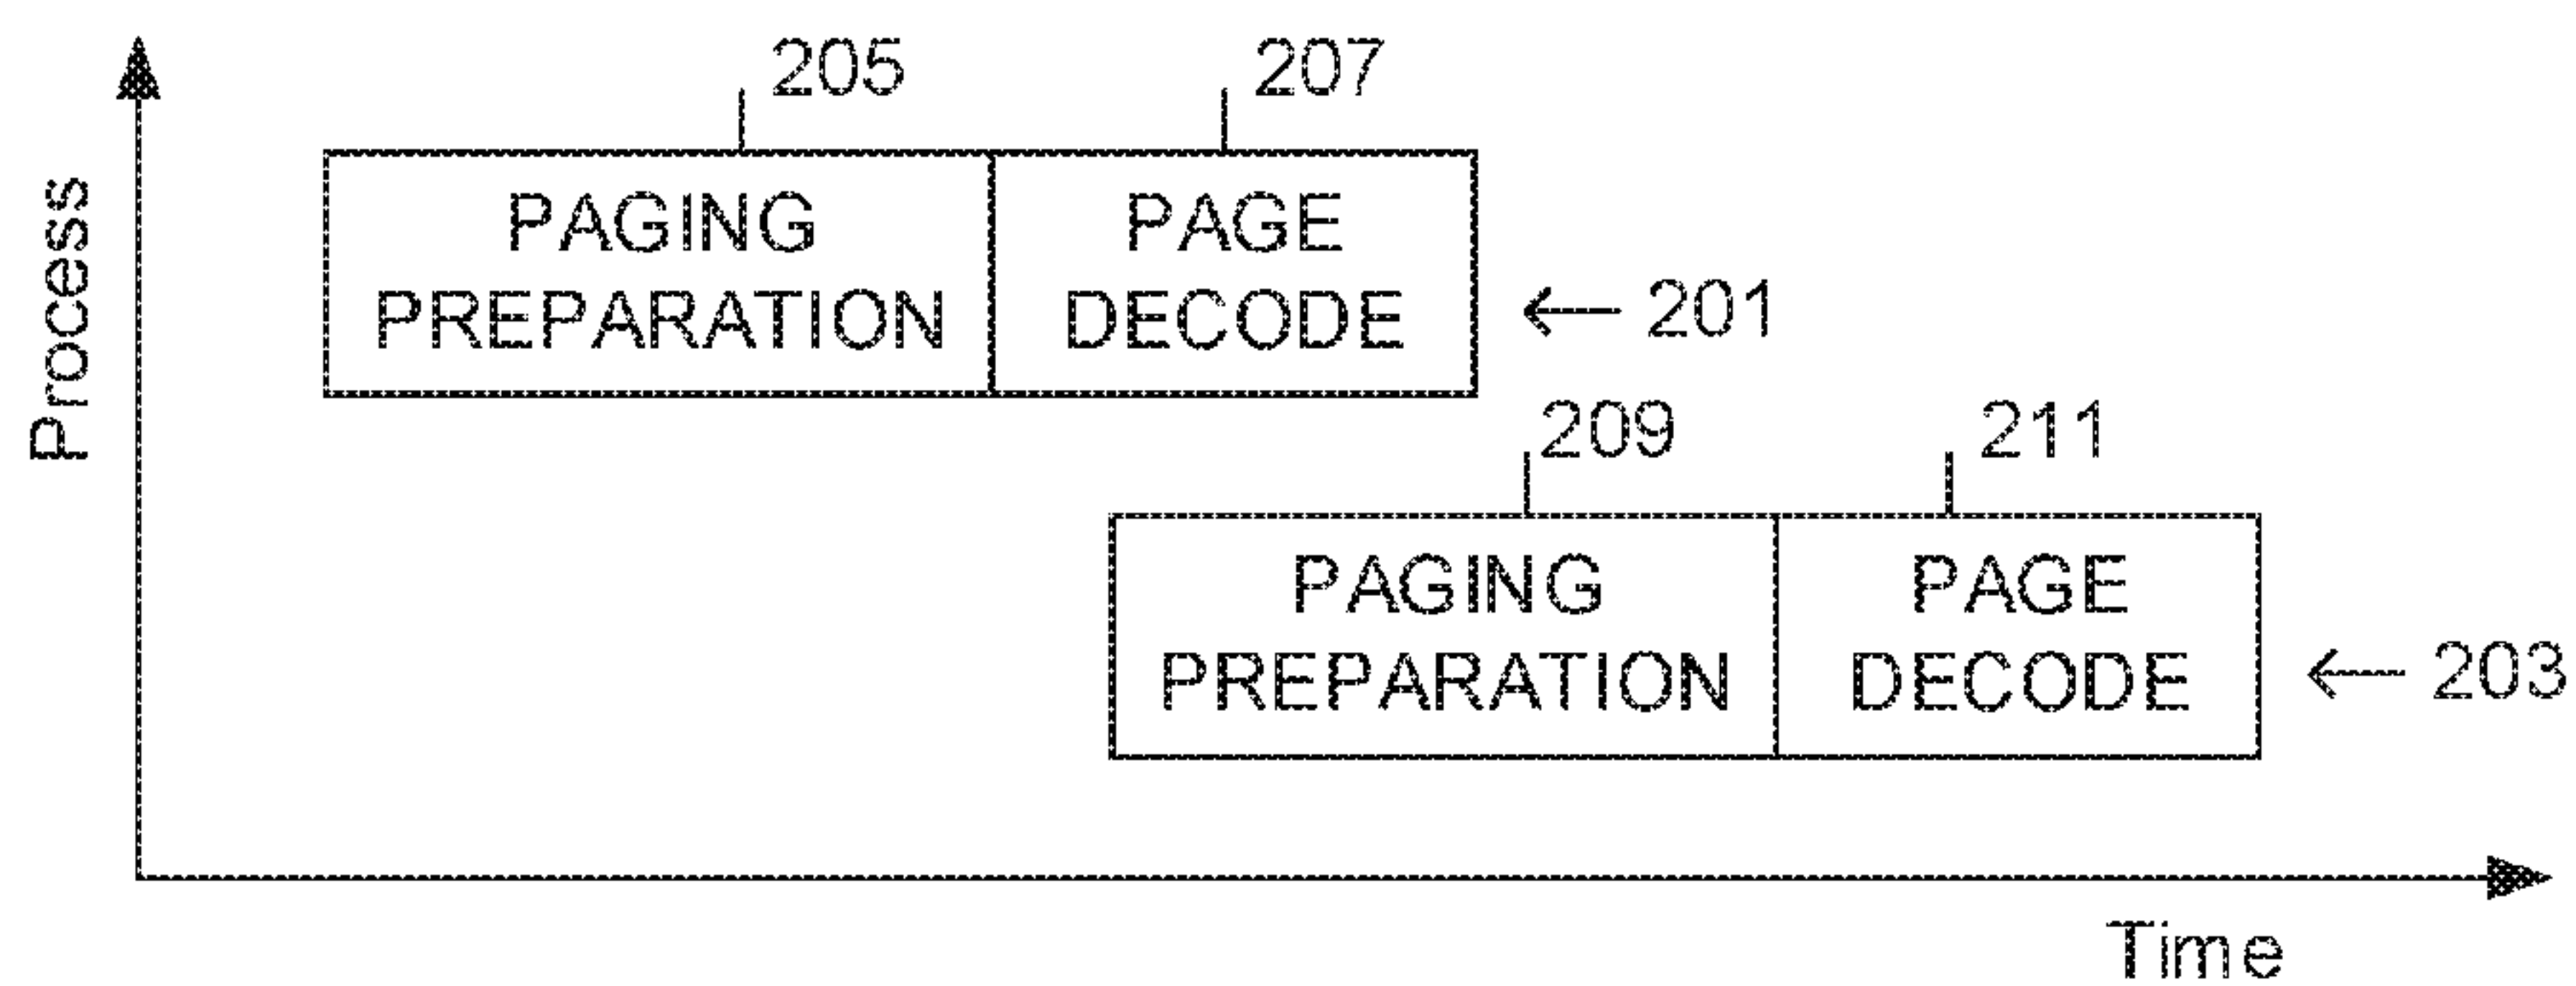 205 207
Process
PAGING PAGE
PREPARATION DECODE
← 201
209 211
PAGING PAGE
PREPARATION DECODE
← 203
Time